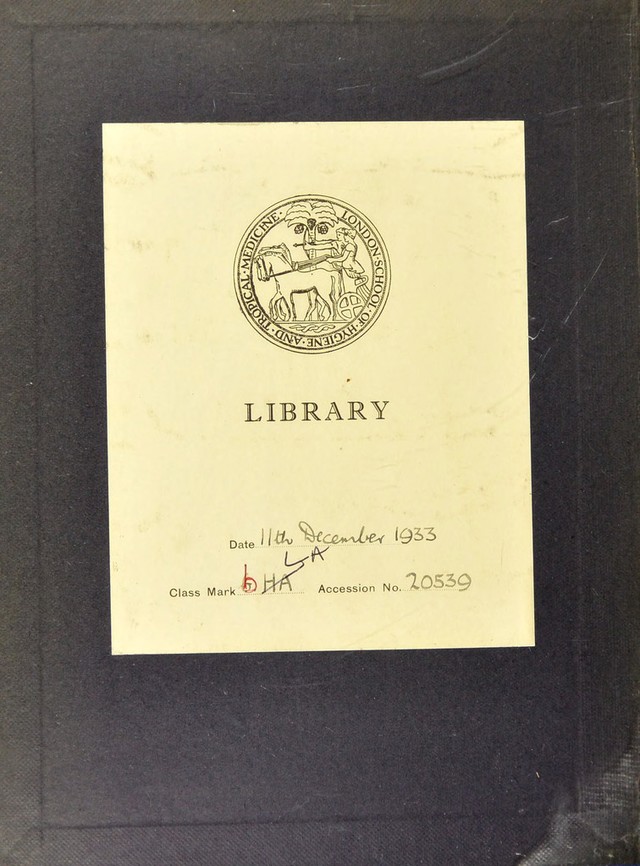 LONDON·SCHOOL·OF·HYGIENE·AND·TROPICAL·MEDICINE·
LIBRARY
Date 11th December 1933
LA
Class Mark b HA Accession No. 20539